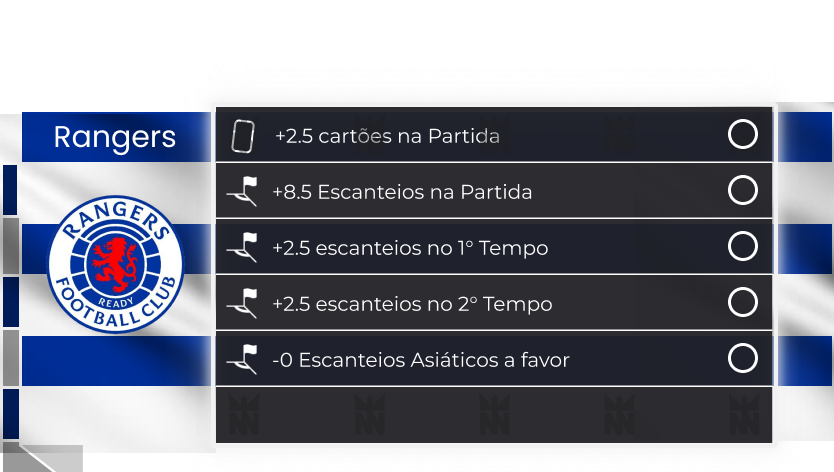 Rangers
+2.5 cartões na Partida
+8.5 Escanteios na Partida
+2.5 escanteios no 1° Tempo
+2.5 escanteios no 2° Tempo
-0 Escanteios Asiáticos a favor
RANGERS
READY
FOOTBALL CLUB